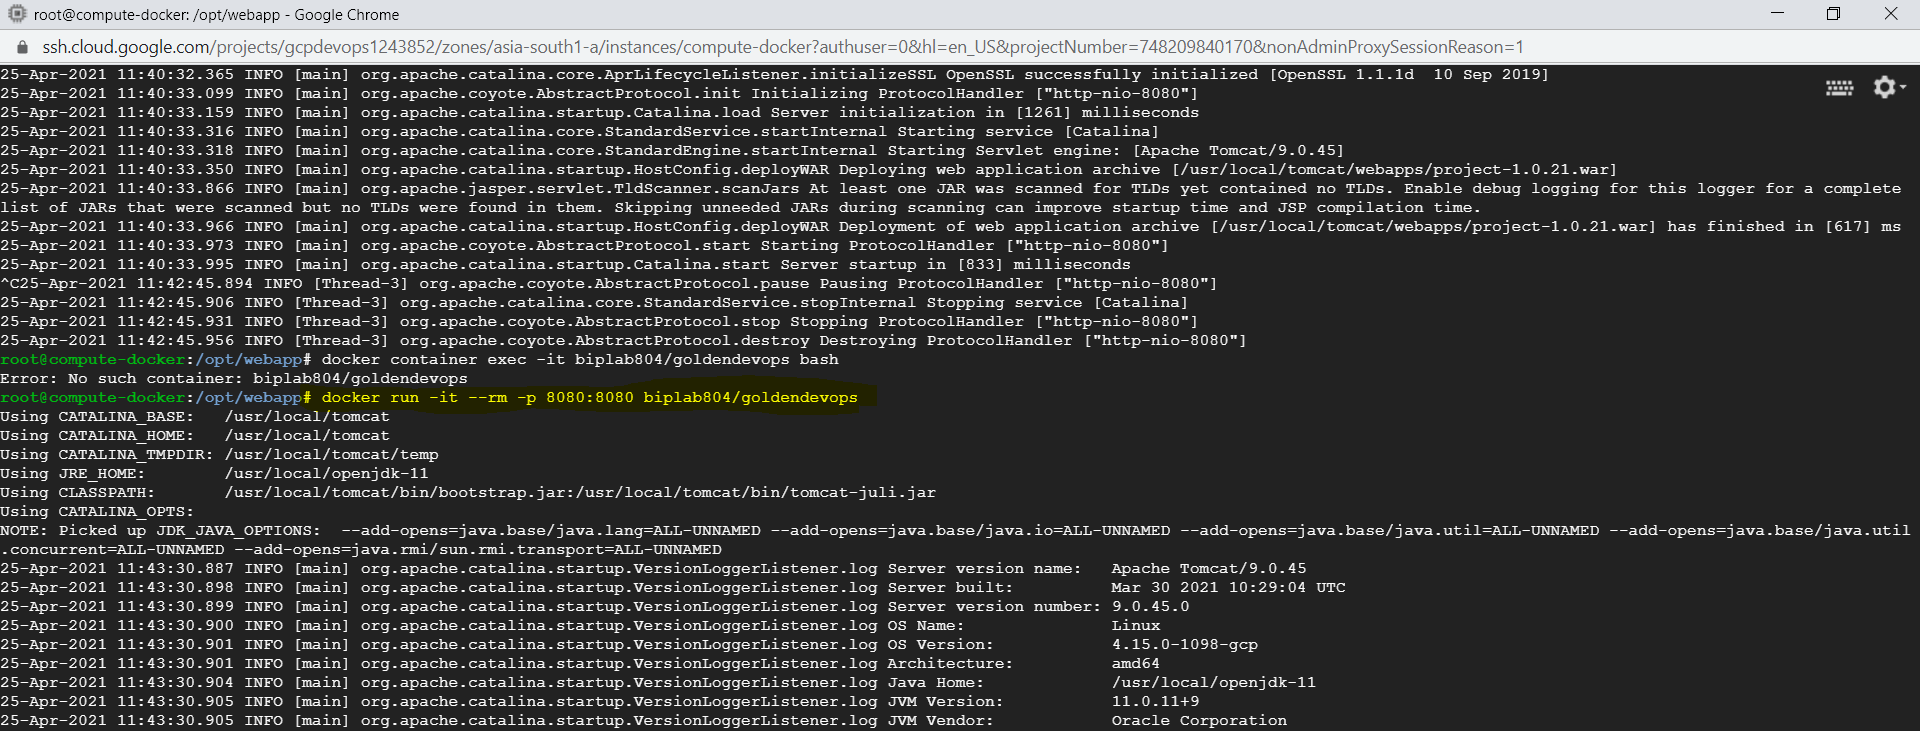 root@compute-docker: /opt/webapp - Google Chrome
ssh.cloud.google.com/projects/gcpdevops1243852/zones/asia-south1-a/instances/compute-docker?authuser=0&hl=en_US&projectNumber=748209840170&nonAdminProxySessionReason=1
25-Apr-2021 11:40:32.365 INFO [main] org.apache.catalina.core.AprLifecycleListener.initializeSSL OpenSSL successfully initialized [OpenSSL 1.1.1d  10 Sep 2019]
25-Apr-2021 11:40:33.099 INFO [main] org.apache.coyote.AbstractProtocol.init Initializing ProtocolHandler ["http-nio-8080"]
25-Apr-2021 11:40:33.159 INFO [main] org.apache.catalina.startup.Catalina.load Server initialization in [1261] milliseconds
25-Apr-2021 11:40:33.316 INFO [main] org.apache.catalina.core.StandardService.startInternal Starting service [Catalina]
25-Apr-2021 11:40:33.318 INFO [main] org.apache.catalina.core.StandardEngine.startInternal Starting Servlet engine: [Apache Tomcat/9.0.45]
25-Apr-2021 11:40:33.350 INFO [main] org.apache.catalina.startup.HostConfig.deployWAR Deploying web application archive [/usr/local/tomcat/webapps/project-1.0.21.war]
25-Apr-2021 11:40:33.866 INFO [main] org.apache.jasper.servlet.TldScanner.scanJars At least one JAR was scanned for TLDs yet contained no TLDs. Enable debug logging for this logger for a complete
list of JARs that were scanned but no TLDs were found in them. Skipping unneeded JARs during scanning can improve startup time and JSP compilation time.
25-Apr-2021 11:40:33.966 INFO [main] org.apache.catalina.startup.HostConfig.deployWAR Deployment of web application archive [/usr/local/tomcat/webapps/project-1.0.21.war] has finished in [617] ms
25-Apr-2021 11:40:33.973 INFO [main] org.apache.coyote.AbstractProtocol.start Starting ProtocolHandler ["http-nio-8080"]
25-Apr-2021 11:40:33.995 INFO [main] org.apache.catalina.startup.Catalina.start Server startup in [833] milliseconds
^C25-Apr-2021 11:42:45.894 INFO [Thread-3] org.apache.coyote.AbstractProtocol.pause Pausing ProtocolHandler ["http-nio-8080"]
25-Apr-2021 11:42:45.906 INFO [Thread-3] org.apache.catalina.core.StandardService.stopInternal Stopping service [Catalina]
25-Apr-2021 11:42:45.931 INFO [Thread-3] org.apache.coyote.AbstractProtocol.stop Stopping ProtocolHandler ["http-nio-8080"]
25-Apr-2021 11:42:45.956 INFO [Thread-3] org.apache.coyote.AbstractProtocol.destroy Destroying ProtocolHandler ["http-nio-8080"]
root@compute-docker:/opt/webapp# docker container exec -it biplab804/goldendevops bash
Error: No such container: biplab804/goldendevops
root@compute-docker:/opt/webapp# docker run -it --rm -p 8080:8080 biplab804/goldendevops
Using CATALINA_BASE:   /usr/local/tomcat
Using CATALINA_HOME:   /usr/local/tomcat
Using CATALINA_TMPDIR: /usr/local/tomcat/temp
Using JRE_HOME:        /usr/local/openjdk-11
Using CLASSPATH:       /usr/local/tomcat/bin/bootstrap.jar:/usr/local/tomcat/bin/tomcat-juli.jar
Using CATALINA_OPTS:
NOTE: Picked up JDK_JAVA_OPTIONS:  --add-opens=java.base/java.lang=ALL-UNNAMED --add-opens=java.base/java.io=ALL-UNNAMED --add-opens=java.base/java.util=ALL-UNNAMED --add-opens=java.base/java.util
.concurrent=ALL-UNNAMED --add-opens=java.rmi/sun.rmi.transport=ALL-UNNAMED
25-Apr-2021 11:43:30.887 INFO [main] org.apache.catalina.startup.VersionLoggerListener.log Server version name:   Apache Tomcat/9.0.45
25-Apr-2021 11:43:30.898 INFO [main] org.apache.catalina.startup.VersionLoggerListener.log Server built:          Mar 30 2021 10:29:04 UTC
25-Apr-2021 11:43:30.899 INFO [main] org.apache.catalina.startup.VersionLoggerListener.log Server version number: 9.0.45.0
25-Apr-2021 11:43:30.900 INFO [main] org.apache.catalina.startup.VersionLoggerListener.log OS Name:               Linux
25-Apr-2021 11:43:30.901 INFO [main] org.apache.catalina.startup.VersionLoggerListener.log OS Version:            4.15.0-1098-gcp
25-Apr-2021 11:43:30.901 INFO [main] org.apache.catalina.startup.VersionLoggerListener.log Architecture:          amd64
25-Apr-2021 11:43:30.904 INFO [main] org.apache.catalina.startup.VersionLoggerListener.log Java Home:             /usr/local/openjdk-11
25-Apr-2021 11:43:30.905 INFO [main] org.apache.catalina.startup.VersionLoggerListener.log JVM Version:           11.0.11+9
25-Apr-2021 11:43:30.905 INFO [main] org.apache.catalina.startup.VersionLoggerListener.log JVM Vendor:            Oracle Corporation